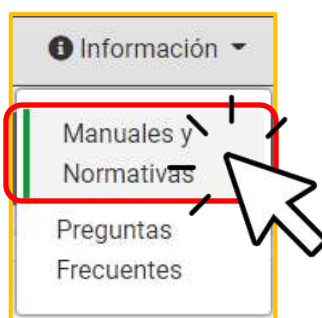 Información
Manuales y
Normativas
Preguntas
Frecuentes